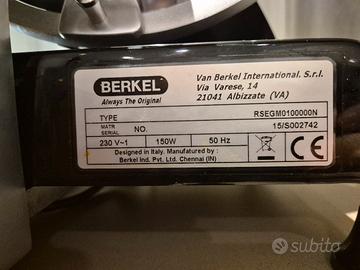 BERKEL
Always The Original
Van Berkel International. S.r.l.
Via Varese, 14
21041 Albizzate (VA)
TYPE RSEGM0100000N
MATR SERIAL NO. 15/S002742
230 V~1 150W 50 Hz
Designed in Italy. Manufatured by :
Berkel Ind. Pvt. Ltd. Chennai (IN)
CE
subito